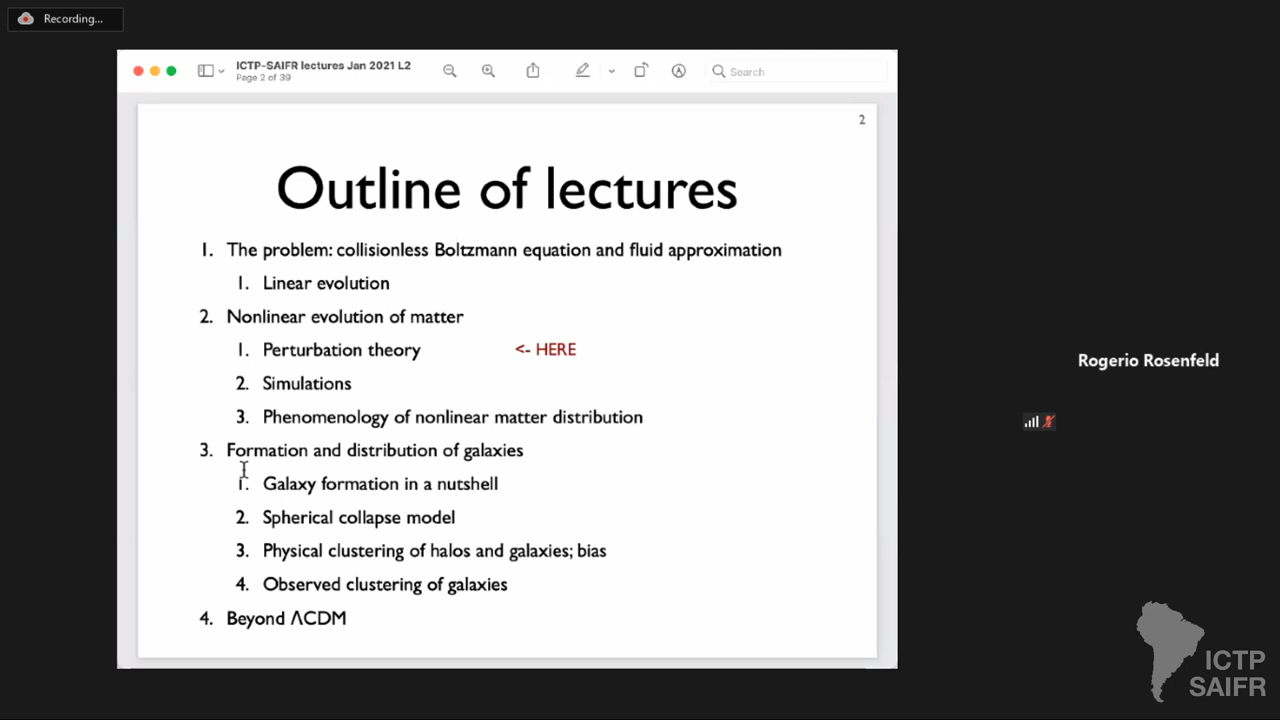 Recording...
ICTP-SAIFR lectures Jan 2021 L2
Page 2 of 39
Search
2
Outline of lectures
1. The problem: collisionless Boltzmann equation and fluid approximation
1. Linear evolution
2. Nonlinear evolution of matter
1. Perturbation theory <- HERE
2. Simulations
3. Phenomenology of nonlinear matter distribution
3. Formation and distribution of galaxies
1. Galaxy formation in a nutshell
2. Spherical collapse model
3. Physical clustering of halos and galaxies; bias
4. Observed clustering of galaxies
4. Beyond ΛCDM
Rogerio Rosenfeld
ICTP
SAIFR